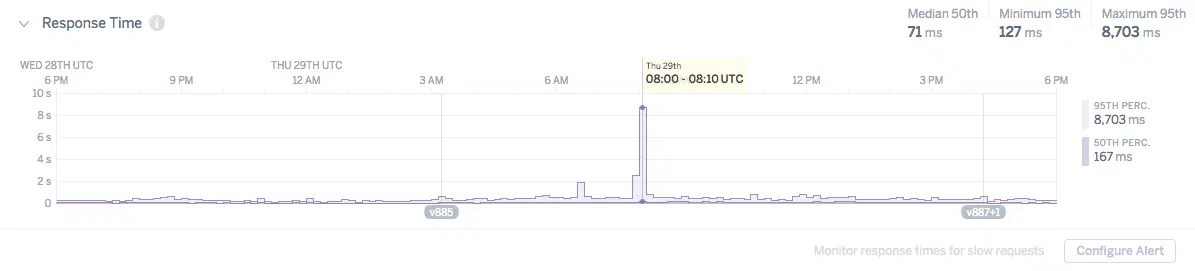 Response Time
Median 50th
71 ms
Minimum 95th
127 ms
Maximum 95th
8,703 ms
WED 28TH UTC
THU 29TH UTC
Thu 29th
08:00 - 08:10 UTC
6 PM
9 PM
12 AM
3 AM
6 AM
12 PM
3 PM
6 PM
10 s
8 s
6 s
4 s
2 s
0
95TH PERC.
8,703 ms
50TH PERC.
167 ms
v885
v887+1
Monitor response times for slow requests
Configure Alert